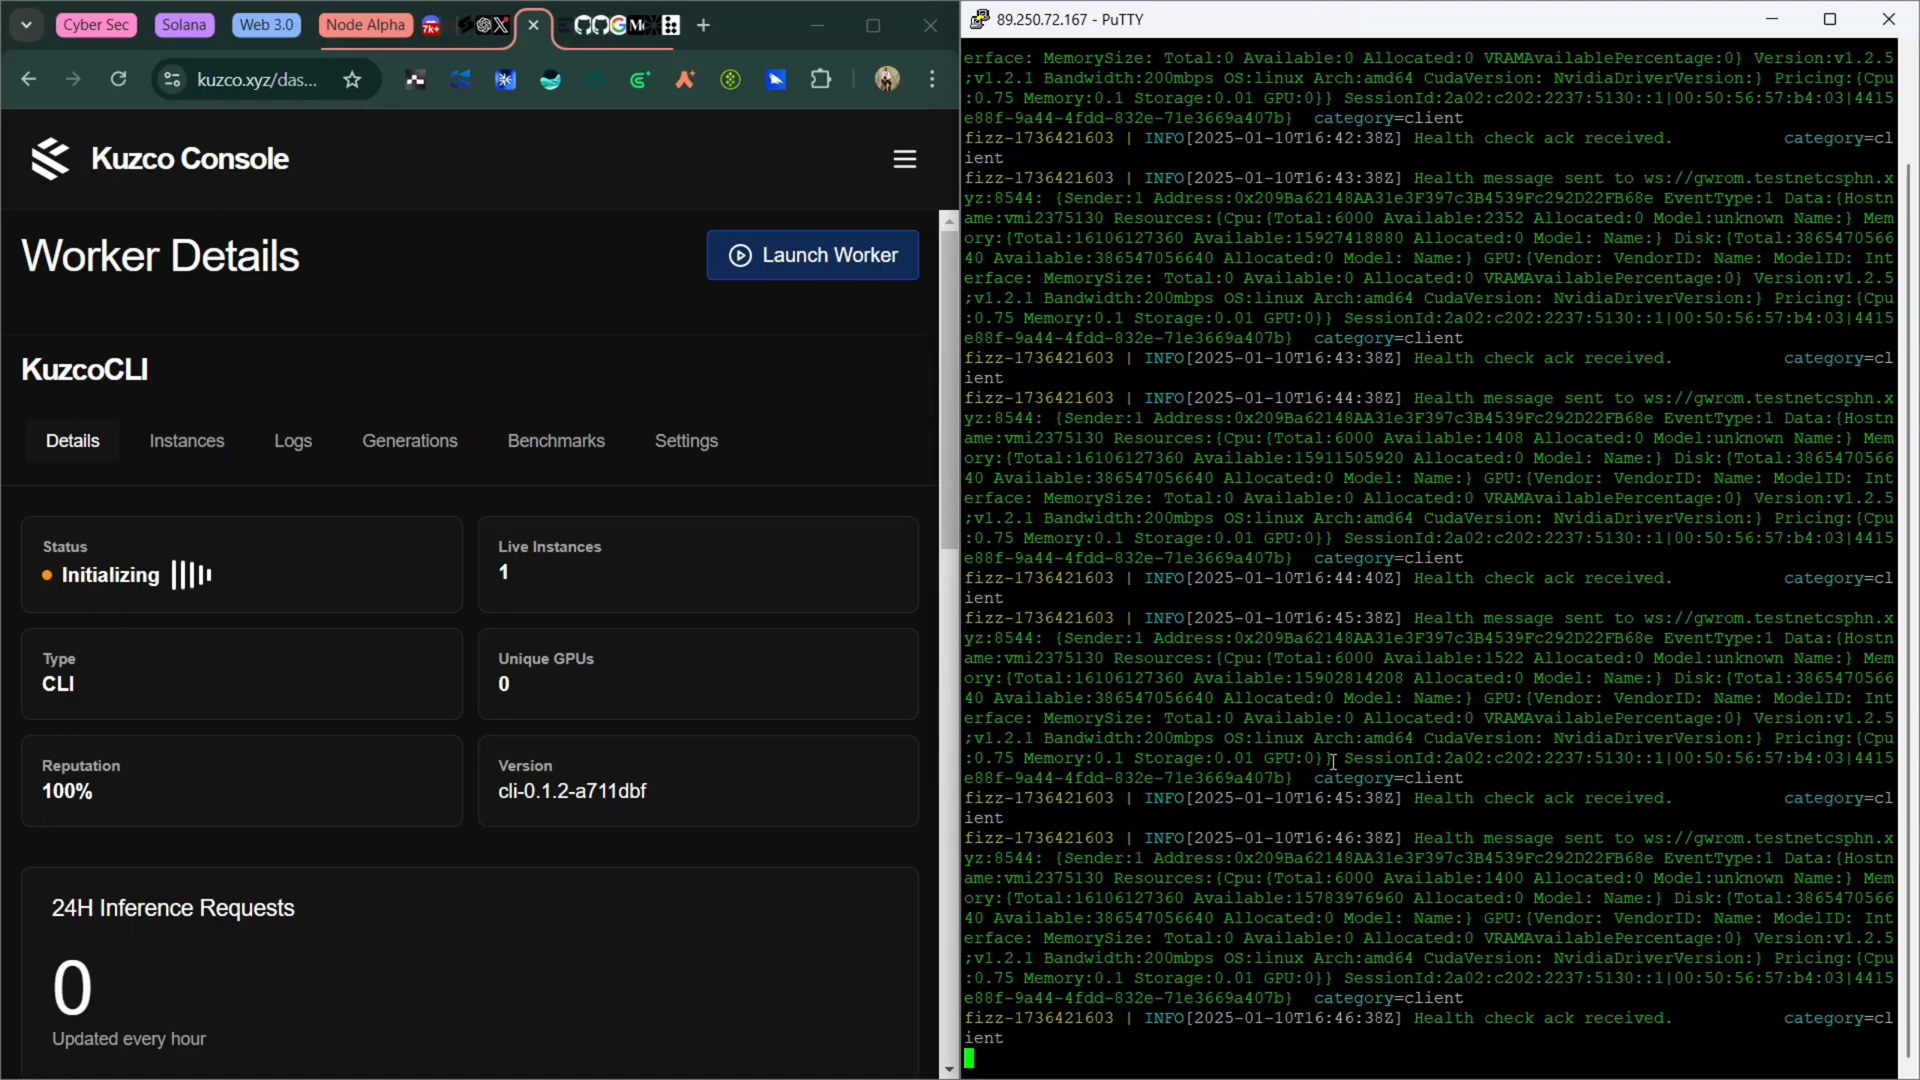 Cyber Sec
Solana
Web 3.0
Node Alpha
7k+
kuzco.xyz/das...
Kuzco Console
Worker Details
Launch Worker
KuzcoCLI
Details
Instances
Logs
Generations
Benchmarks
Settings
Status
Initializing
Live Instances
1
Type
CLI
Unique GPUs
0
Reputation
100%
Version
cli-0.1.2-a711dbf
24H Inference Requests
0
Updated every hour
89.250.72.167 - PuTTY
erface: MemorySize: Total:0 Available:0 Allocated:0 VRAMAvailablePercentage:0} Version:v1.2.5
;v1.2.1 Bandwidth:200mbps OS:linux Arch:amd64 CudaVersion: NvidiaDriverVersion:} Pricing:{Cpu
:0.75 Memory:0.1 Storage:0.01 GPU:0}} SessionId:2a02:c202:2237:5130::1|00:50:56:57:b4:03|4415
e88f-9a44-4fdd-832e-71e3669a407b}  category=client
fizz-1736421603 | INFO[2025-01-10T16:42:38Z] Health check ack received.           category=cl
ient
fizz-1736421603 | INFO[2025-01-10T16:43:38Z] Health message sent to ws://gwrom.testnetcsphn.x
yz:8544: {Sender:1 Address:0x209Ba62148AA31e3F397c3B4539Fc292D22FB68e EventType:1 Data:{Hostn
ame:vmi2375130 Resources:{Cpu:{Total:6000 Available:2352 Allocated:0 Model:unknown Name:} Mem
ory:{Total:16106127360 Available:15927418880 Allocated:0 Model: Name:} Disk:{Total:3865470566
40 Available:386547056640 Allocated:0 Model: Name:} GPU:{Vendor: VendorID: Name: ModelID: Int
erface: MemorySize: Total:0 Available:0 Allocated:0 VRAMAvailablePercentage:0} Version:v1.2.5
;v1.2.1 Bandwidth:200mbps OS:linux Arch:amd64 CudaVersion: NvidiaDriverVersion:} Pricing:{Cpu
:0.75 Memory:0.1 Storage:0.01 GPU:0}} SessionId:2a02:c202:2237:5130::1|00:50:56:57:b4:03|4415
e88f-9a44-4fdd-832e-71e3669a407b}  category=client
fizz-1736421603 | INFO[2025-01-10T16:43:38Z] Health check ack received.           category=cl
ient
fizz-1736421603 | INFO[2025-01-10T16:44:38Z] Health message sent to ws://gwrom.testnetcsphn.x
yz:8544: {Sender:1 Address:0x209Ba62148AA31e3F397c3B4539Fc292D22FB68e EventType:1 Data:{Hostn
ame:vmi2375130 Resources:{Cpu:{Total:6000 Available:1408 Allocated:0 Model:unknown Name:} Mem
ory:{Total:16106127360 Available:15911505920 Allocated:0 Model: Name:} Disk:{Total:3865470566
40 Available:386547056640 Allocated:0 Model: Name:} GPU:{Vendor: VendorID: Name: ModelID: Int
erface: MemorySize: Total:0 Available:0 Allocated:0 VRAMAvailablePercentage:0} Version:v1.2.5
;v1.2.1 Bandwidth:200mbps OS:linux Arch:amd64 CudaVersion: NvidiaDriverVersion:} Pricing:{Cpu
:0.75 Memory:0.1 Storage:0.01 GPU:0}} SessionId:2a02:c202:2237:5130::1|00:50:56:57:b4:03|4415
e88f-9a44-4fdd-832e-71e3669a407b}  category=client
fizz-1736421603 | INFO[2025-01-10T16:44:40Z] Health check ack received.           category=cl
ient
fizz-1736421603 | INFO[2025-01-10T16:45:38Z] Health message sent to ws://gwrom.testnetcsphn.x
yz:8544: {Sender:1 Address:0x209Ba62148AA31e3F397c3B4539Fc292D22FB68e EventType:1 Data:{Hostn
ame:vmi2375130 Resources:{Cpu:{Total:6000 Available:1522 Allocated:0 Model:unknown Name:} Mem
ory:{Total:16106127360 Available:15902814208 Allocated:0 Model: Name:} Disk:{Total:3865470566
40 Available:386547056640 Allocated:0 Model: Name:} GPU:{Vendor: VendorID: Name: ModelID: Int
erface: MemorySize: Total:0 Available:0 Allocated:0 VRAMAvailablePercentage:0} Version:v1.2.5
;v1.2.1 Bandwidth:200mbps OS:linux Arch:amd64 CudaVersion: NvidiaDriverVersion:} Pricing:{Cpu
:0.75 Memory:0.1 Storage:0.01 GPU:0}} SessionId:2a02:c202:2237:5130::1|00:50:56:57:b4:03|4415
e88f-9a44-4fdd-832e-71e3669a407b}  category=client
fizz-1736421603 | INFO[2025-01-10T16:45:38Z] Health check ack received.           category=cl
ient
fizz-1736421603 | INFO[2025-01-10T16:46:38Z] Health message sent to ws://gwrom.testnetcsphn.x
yz:8544: {Sender:1 Address:0x209Ba62148AA31e3F397c3B4539Fc292D22FB68e EventType:1 Data:{Hostn
ame:vmi2375130 Resources:{Cpu:{Total:6000 Available:1400 Allocated:0 Model:unknown Name:} Mem
ory:{Total:16106127360 Available:15783976960 Allocated:0 Model: Name:} Disk:{Total:3865470566
40 Available:386547056640 Allocated:0 Model: Name:} GPU:{Vendor: VendorID: Name: ModelID: Int
erface: MemorySize: Total:0 Available:0 Allocated:0 VRAMAvailablePercentage:0} Version:v1.2.5
;v1.2.1 Bandwidth:200mbps OS:linux Arch:amd64 CudaVersion: NvidiaDriverVersion:} Pricing:{Cpu
:0.75 Memory:0.1 Storage:0.01 GPU:0}} SessionId:2a02:c202:2237:5130::1|00:50:56:57:b4:03|4415
e88f-9a44-4fdd-832e-71e3669a407b}  category=client
fizz-1736421603 | INFO[2025-01-10T16:46:38Z] Health check ack received.           category=cl
ient